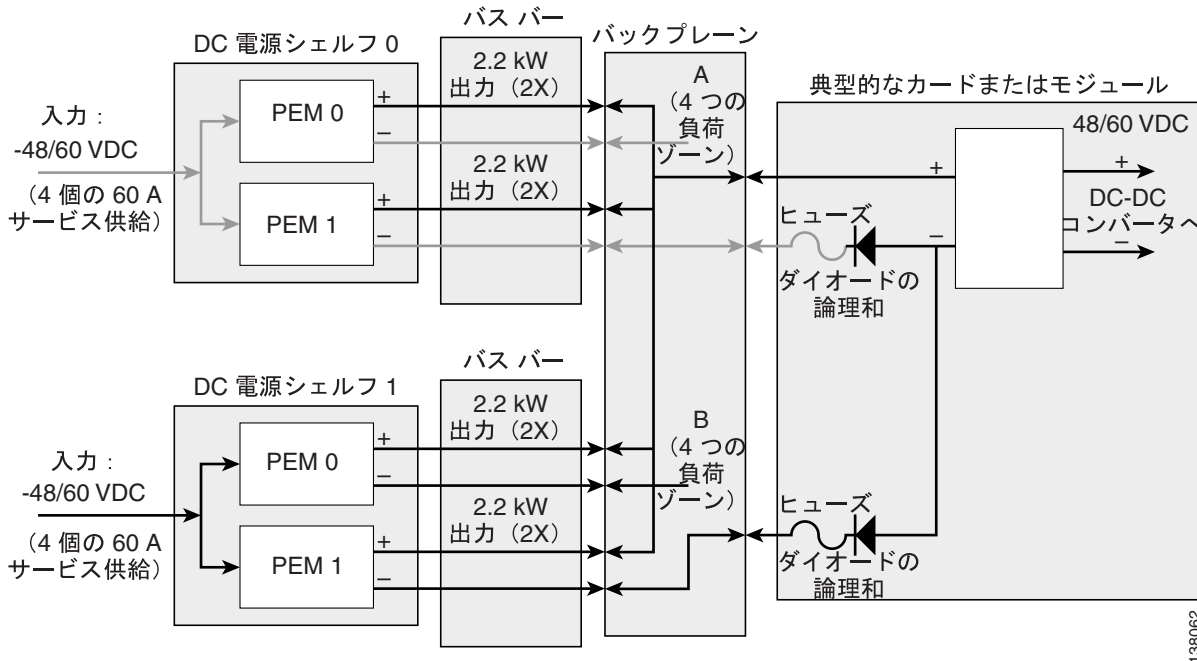 バス バー
DC 電源シェルフ 0
バックプレーン
典型的なカードまたはモジュール
入力：
-48/60 VDC
（4 個の 60 A
サービス供給）
PEM 0
+
−
PEM 1
+
−
2.2 kW
出力（2X）
2.2 kW
出力（2X）
A
（4 つの
負荷
ゾーン）
48/60 VDC
+
−
+
DC-DC
コンバータへ
−
ヒューズ
ダイオードの
論理和
バス バー
DC 電源シェルフ 1
入力：
-48/60 VDC
（4 個の 60 A
サービス供給）
PEM 0
+
−
PEM 1
+
−
2.2 kW
出力（2X）
2.2 kW
出力（2X）
B
（4 つの
負荷
ゾーン）
ヒューズ
ダイオードの
論理和
138062